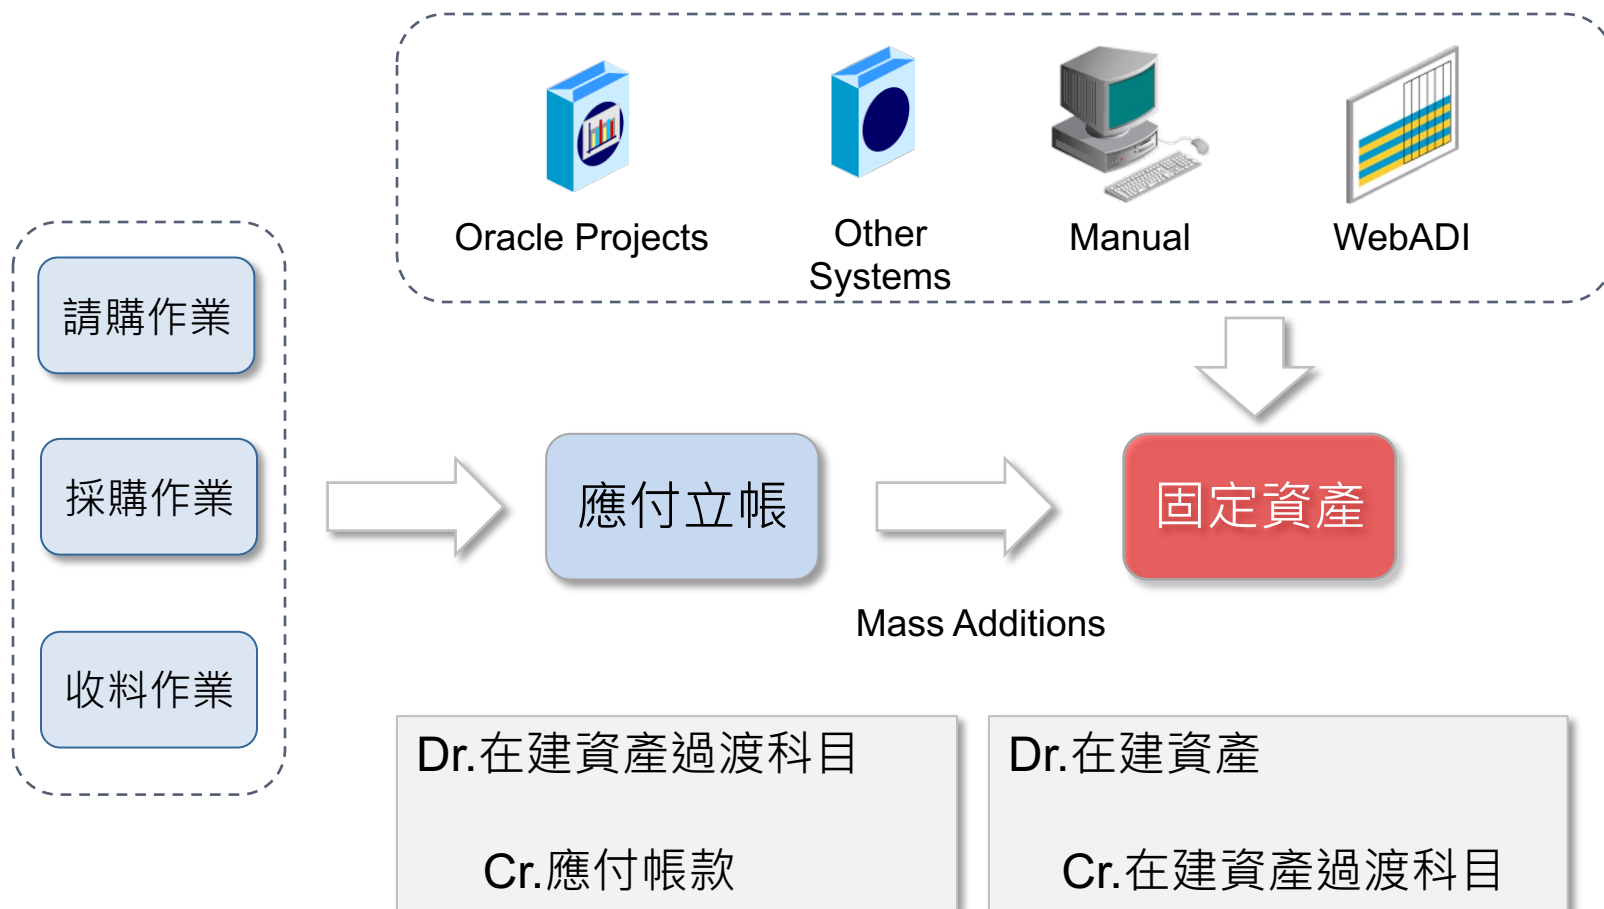 Oracle Projects
Other
Systems
Manual
WebADI
請購作業
採購作業
收料作業
應付立帳
固定資產
Mass Additions
Dr.在建資產過渡科目
Cr.應付帳款
Dr.在建資產
Cr.在建資產過渡科目